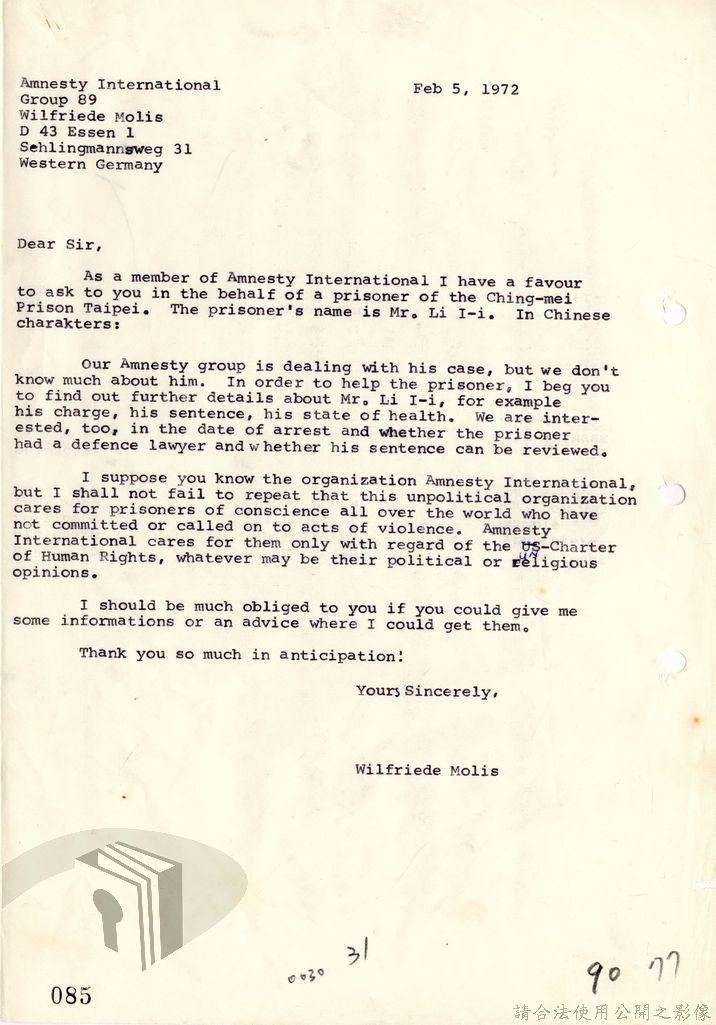 Amnesty International
Feb 5, 1972
Group 89
Wilfriede Molis
D 43 Essen 1
Sehlingmannsweg 31
Western Germany
Dear Sir,
As a member of Amnesty International I have a favour
to ask to you in the behalf of a prisoner of the Ching-mei
Prison Taipei. The prisoner's name is Mr. Li I-i. In Chinese
charakters:
Our Amnesty group is dealing with his case, but we don't
know much about him. In order to help the prisoner, I beg you
to find out further details about Mr. Li I-i, for example
his charge, his sentence, his state of health. We are inter-
ested, too, in the date of arrest and whether the prisoner
had a defence lawyer and whether his sentence can be reviewed.
I suppose you know the organization Amnesty International,
but I shall not fail to repeat that this unpolitical organization
cares for prisoners of conscience all over the world who have
not committed or called on to acts of violence. Amnesty
International cares for them only with regard of the UN-Charter
of Human Rights, whatever may be their political or religious
opinions.
I should be much obliged to you if you could give me
some informations or an advice where I could get them.
Thank you so much in anticipation!
Yours Sincerely,
Wilfriede Molis
31
0030
90 77
085
請合法使用公開之影像